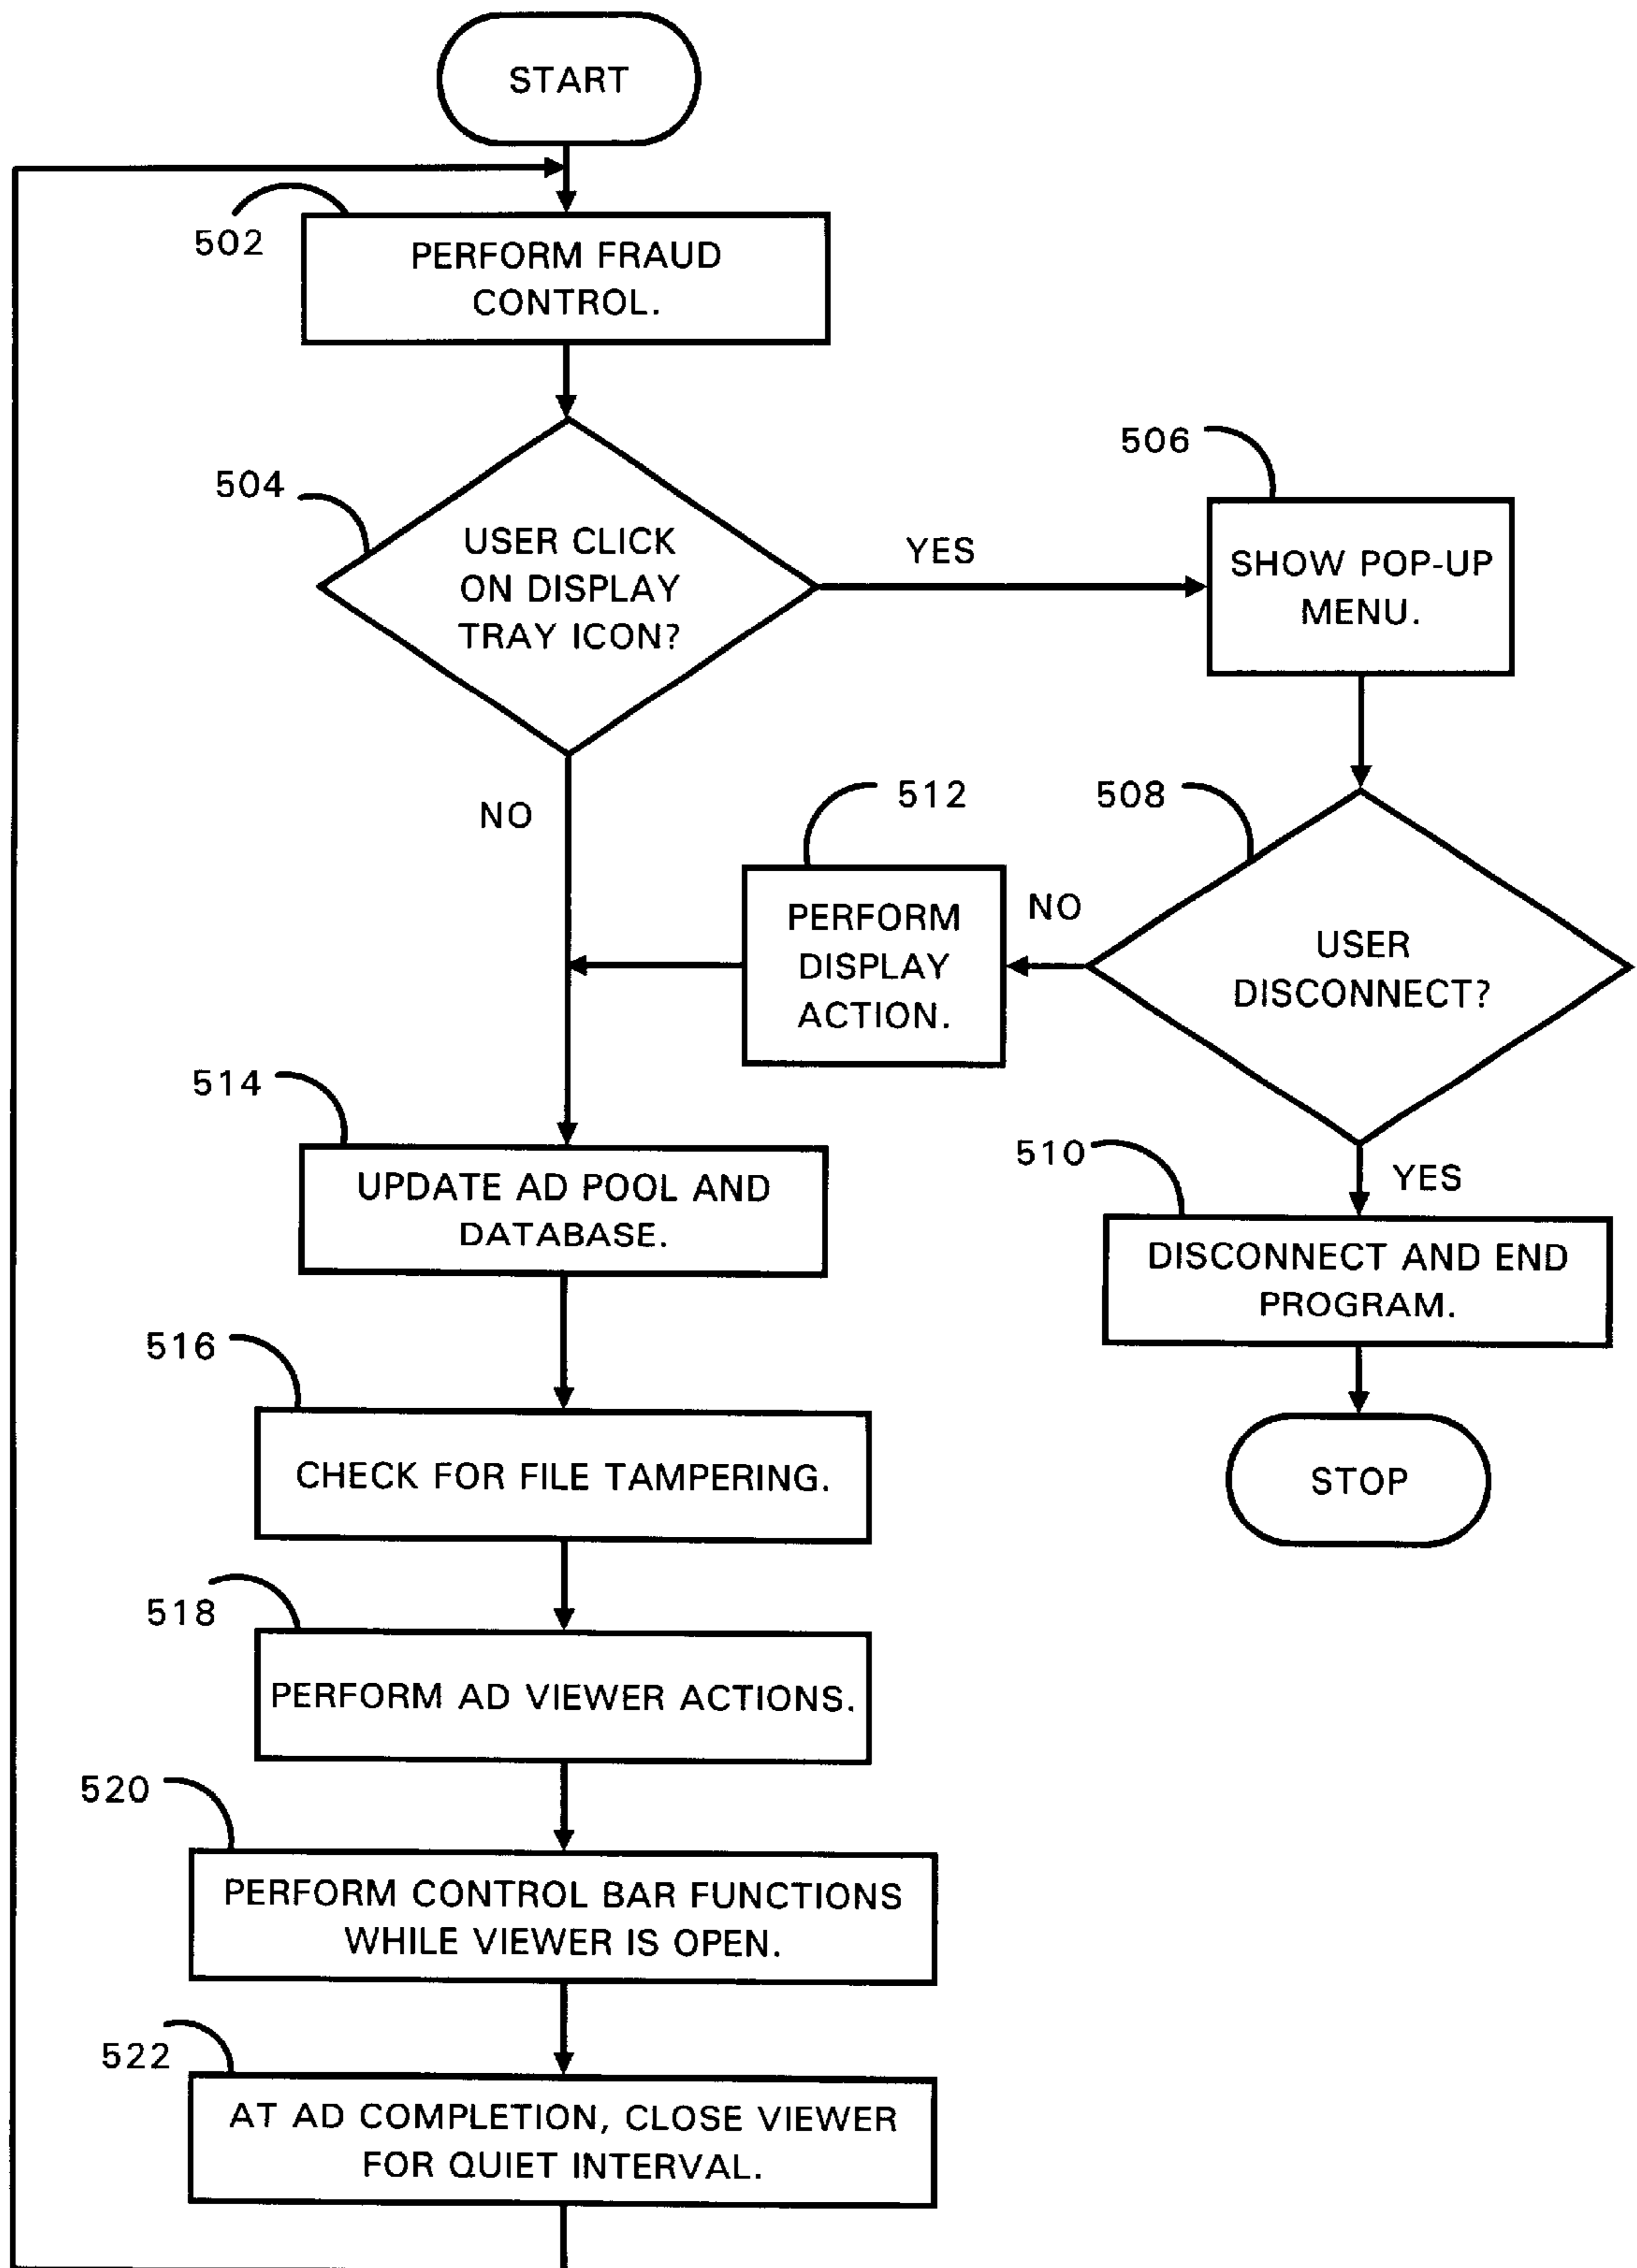 START
502
PERFORM FRAUD
CONTROL.
504
USER CLICK
ON DISPLAY
TRAY ICON?
YES
506
SHOW POP-UP
MENU.
NO
512
PERFORM
DISPLAY
ACTION.
NO
508
USER
DISCONNECT?
514
UPDATE AD POOL AND
DATABASE.
510
YES
DISCONNECT AND END
PROGRAM.
516
CHECK FOR FILE TAMPERING.
STOP
518
PERFORM AD VIEWER ACTIONS.
520
PERFORM CONTROL BAR FUNCTIONS
WHILE VIEWER IS OPEN.
522
AT AD COMPLETION, CLOSE VIEWER
FOR QUIET INTERVAL.